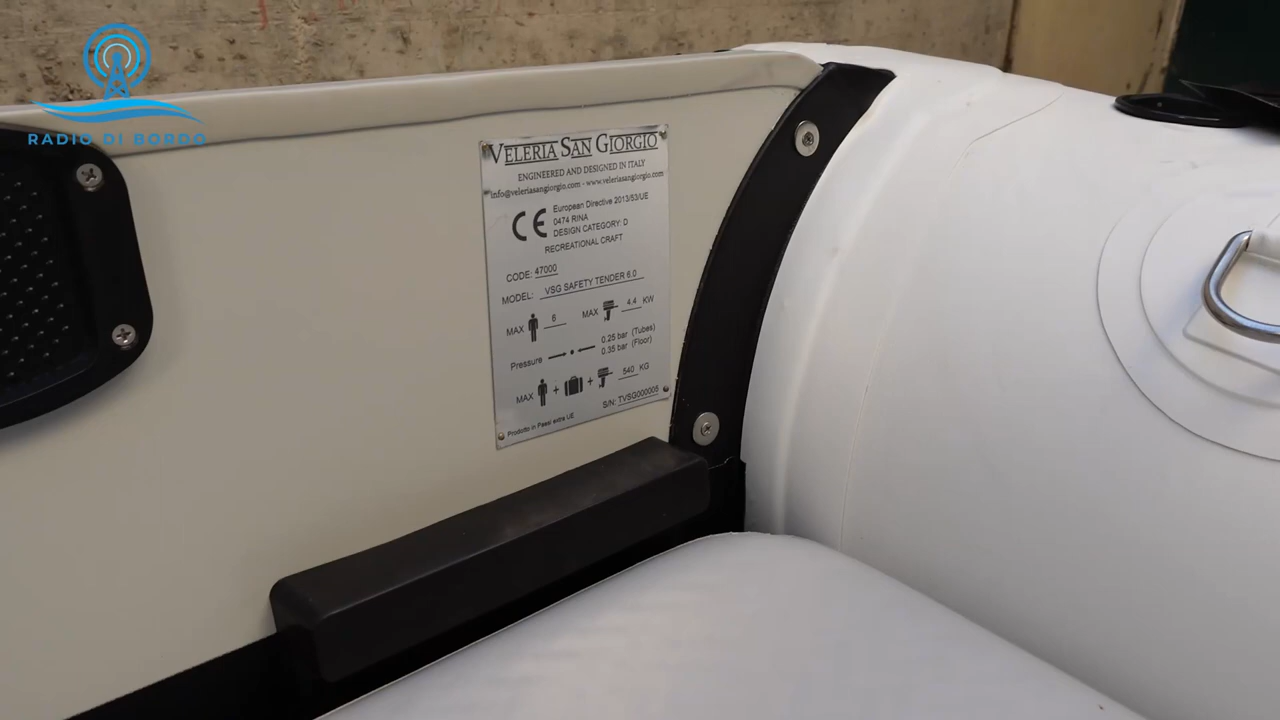 RADIO DI BORDO
VELERIA SAN GIORGIO
ENGINEERED AND DESIGNED IN ITALY
info@veleriasangiorgio.com - www.veleriasangiorgio.com
CE
European Directive 2013/53/UE
0474 RINA
DESIGN CATEGORY: D
RECREATIONAL CRAFT
CODE: 47000
MODEL: VSG SAFETY TENDER 6.0
MAX 6 MAX 4,4 KW
Pressure 0.25 bar (Tubes)
0.35 bar (Floor)
MAX + + 540 KG
S/N: TVSG000005
Prodotto in Paesi extra UE